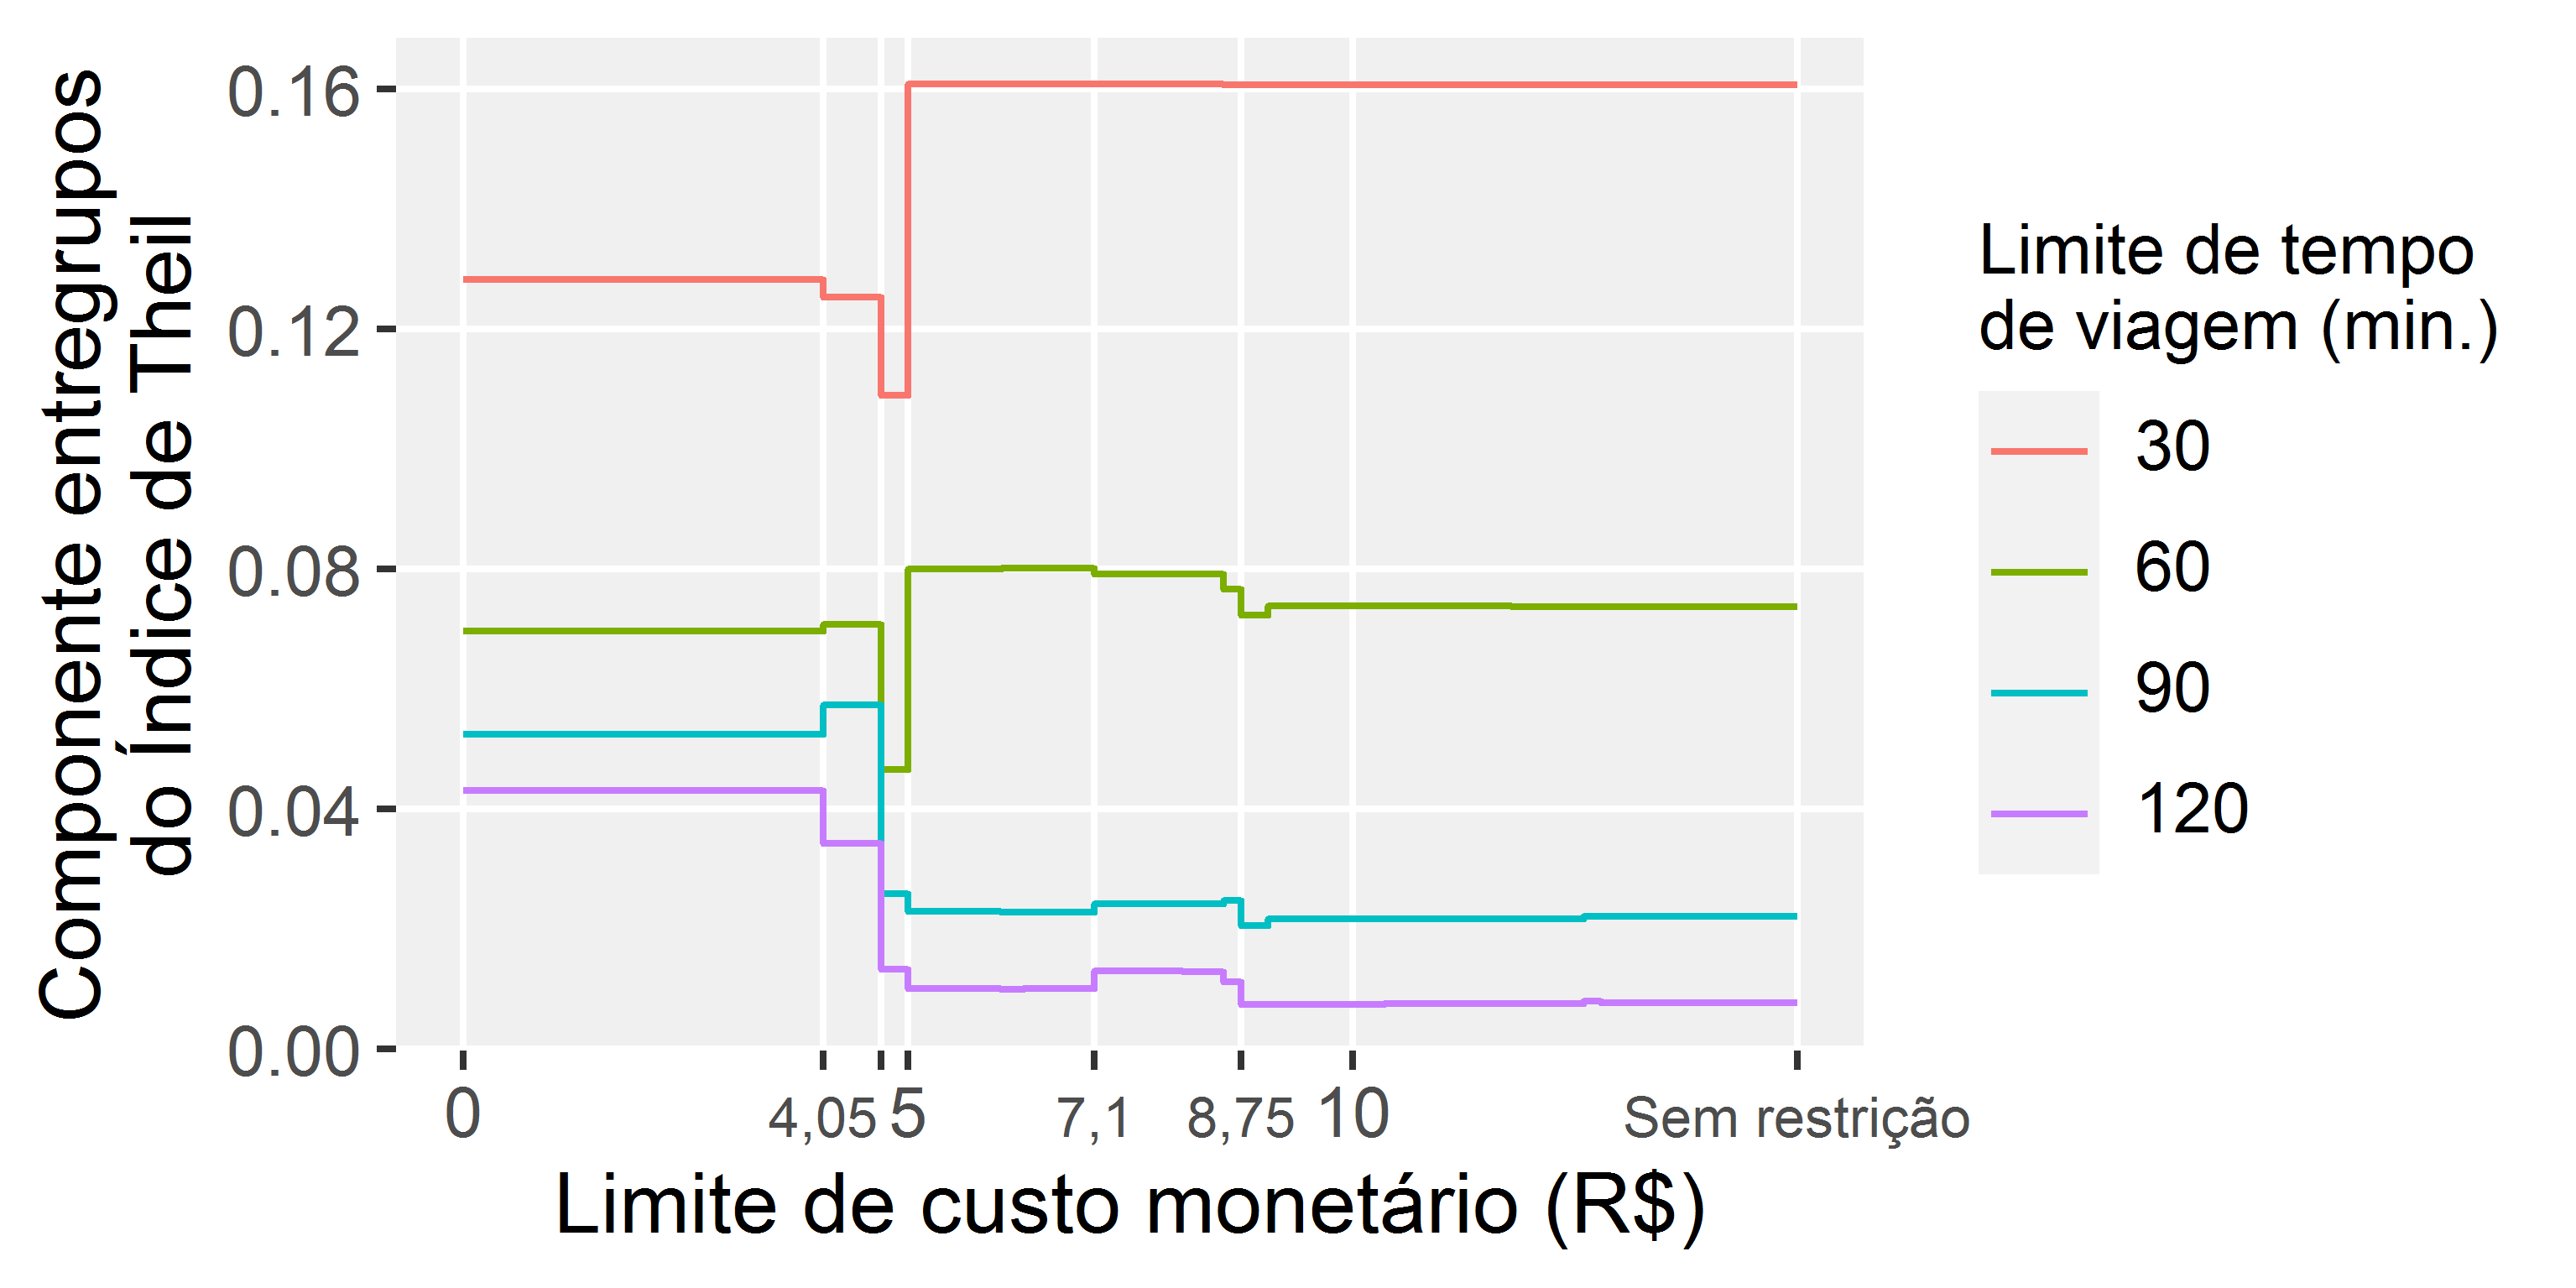 Componente entregrupos
do Índice de Theil
0.16
0.12
0.08
0.04
0.00
0
4,05
5
7,1
8,75
10
Sem restrição
Limite de custo monetário (R$)
Limite de tempo
de viagem (min.)
30
60
90
120